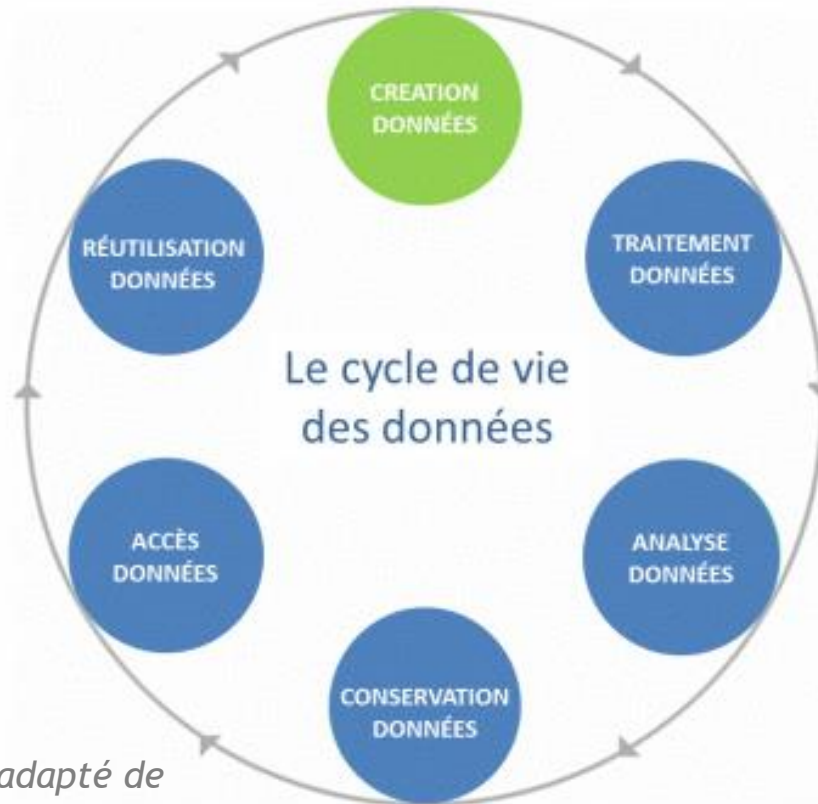 CREATION
DONNÉES
TRAITEMENT
DONNÉES
ANALYSE
DONNÉES
CONSERVATION
DONNÉES
ACCÈS
DONNÉES
RÉUTILISATION
DONNÉES
Le cycle de vie
des données
adapté de